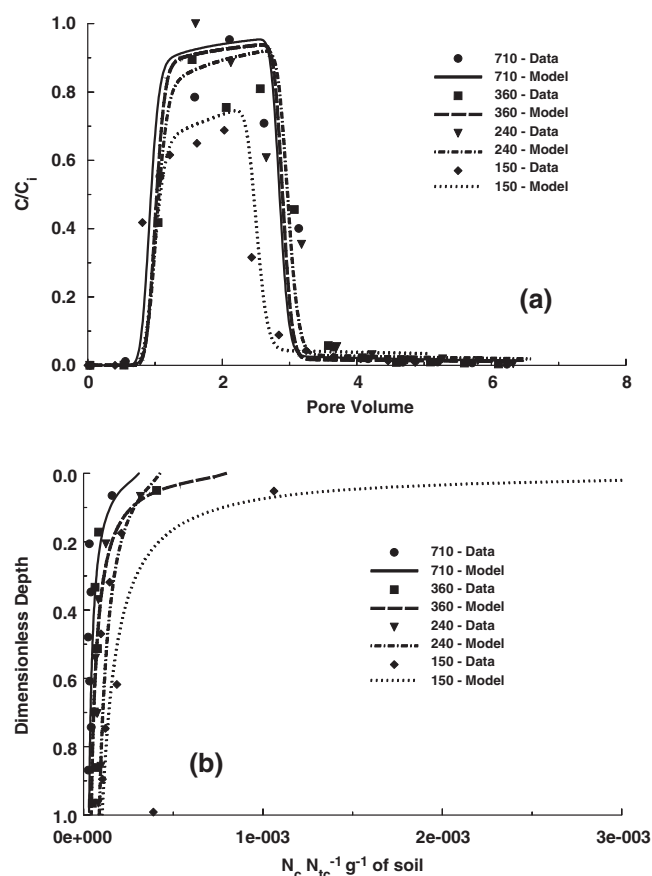 1.0
0.8
0.6
0.4
0.2
0.0
C/Ci
710 - Data
710 - Model
360 - Data
360 - Model
240 - Data
240 - Model
150 - Data
150 - Model
(a)
0 2 4 6 8
Pore Volume
0.0
0.2
0.4
0.6
0.8
1.0
Dimensionless Depth
710 - Data
710 - Model
360 - Data
360 - Model
240 - Data
240 - Model
150 - Data
150 - Model
(b)
0e+000 1e-003 2e-003 3e-003
Nc Ntc-1 g-1 of soil